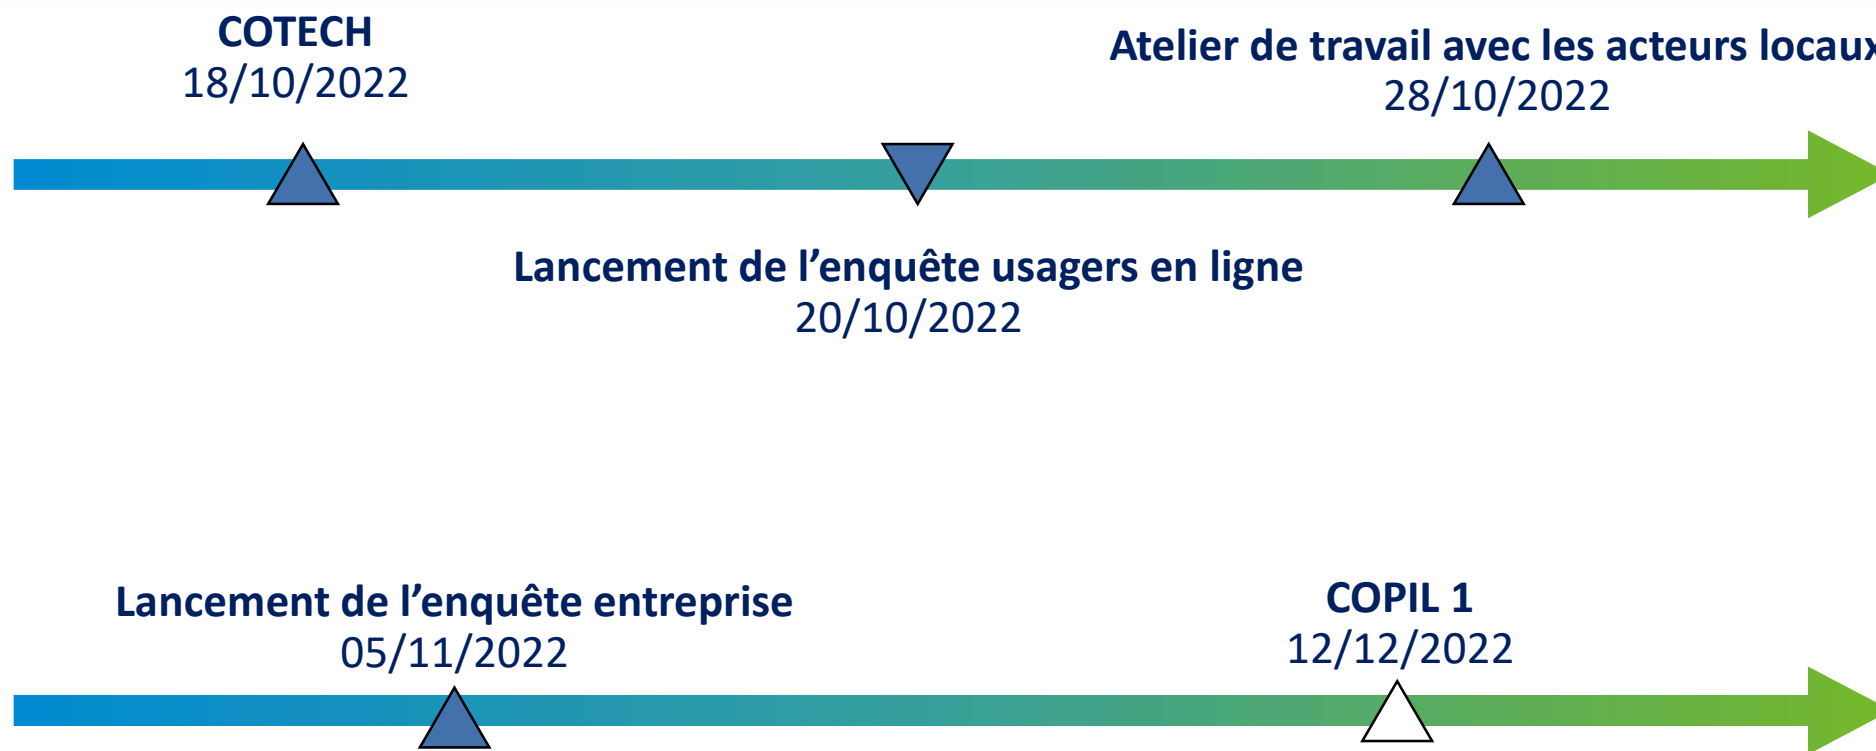 COTECH
18/10/2022
Atelier de travail avec les acteurs locaux
28/10/2022
Lancement de l’enquête usagers en ligne
20/10/2022
Lancement de l’enquête entreprise
05/11/2022
COPIL 1
12/12/2022